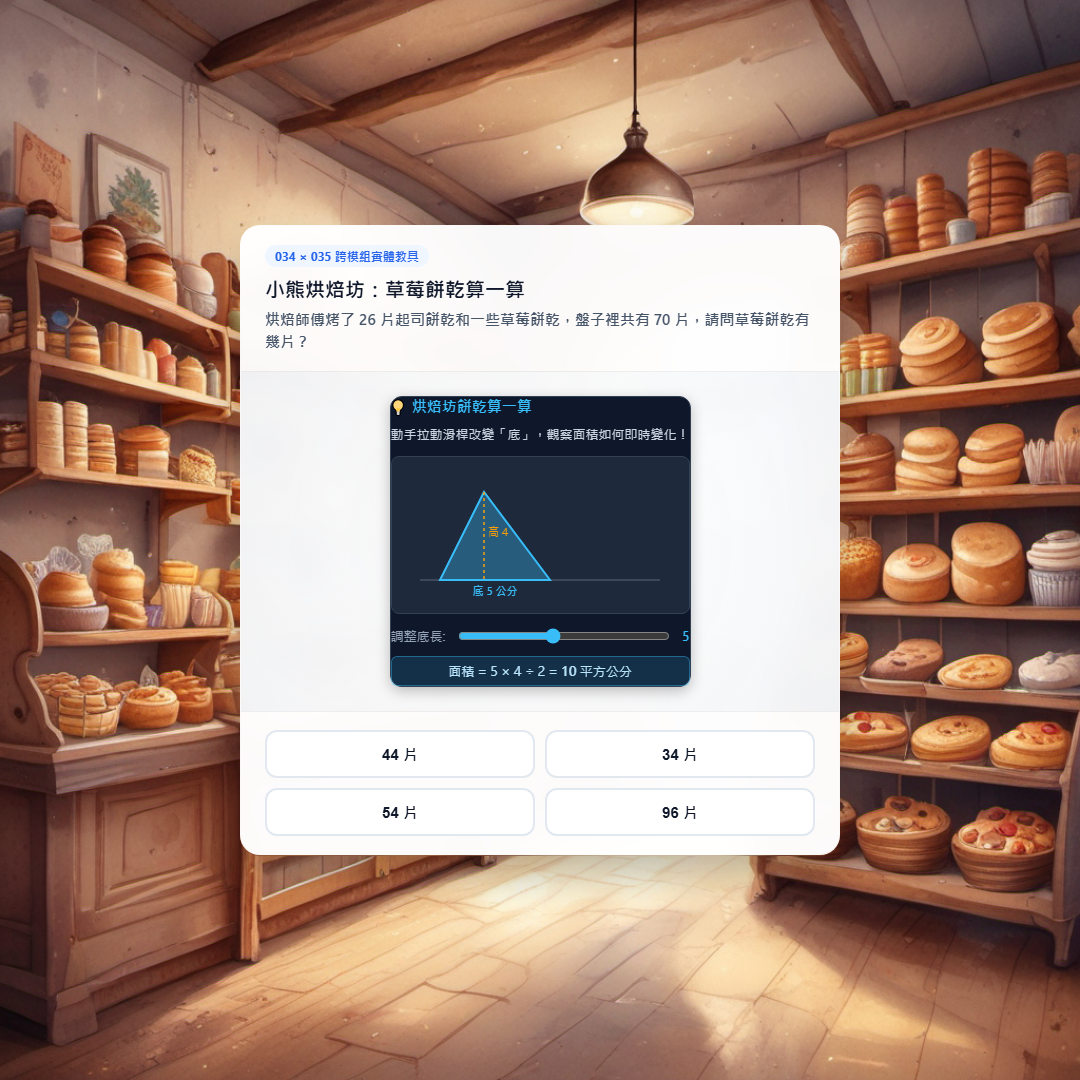 034 × 035 跨模組實體教具
小熊烘焙坊：草莓餅乾算一算
烘焙師傅烤了 26 片起司餅乾和一些草莓餅乾，盤子裡共有 70 片，請問草莓餅乾有
幾片？
烘焙坊餅乾算一算
動手拉動滑桿改變「底」，觀察面積如何即時變化！
高 4
底 5 公分
調整底長: 5
面積 = 5 × 4 ÷ 2 = 10 平方公分
44 片
34 片
54 片
96 片